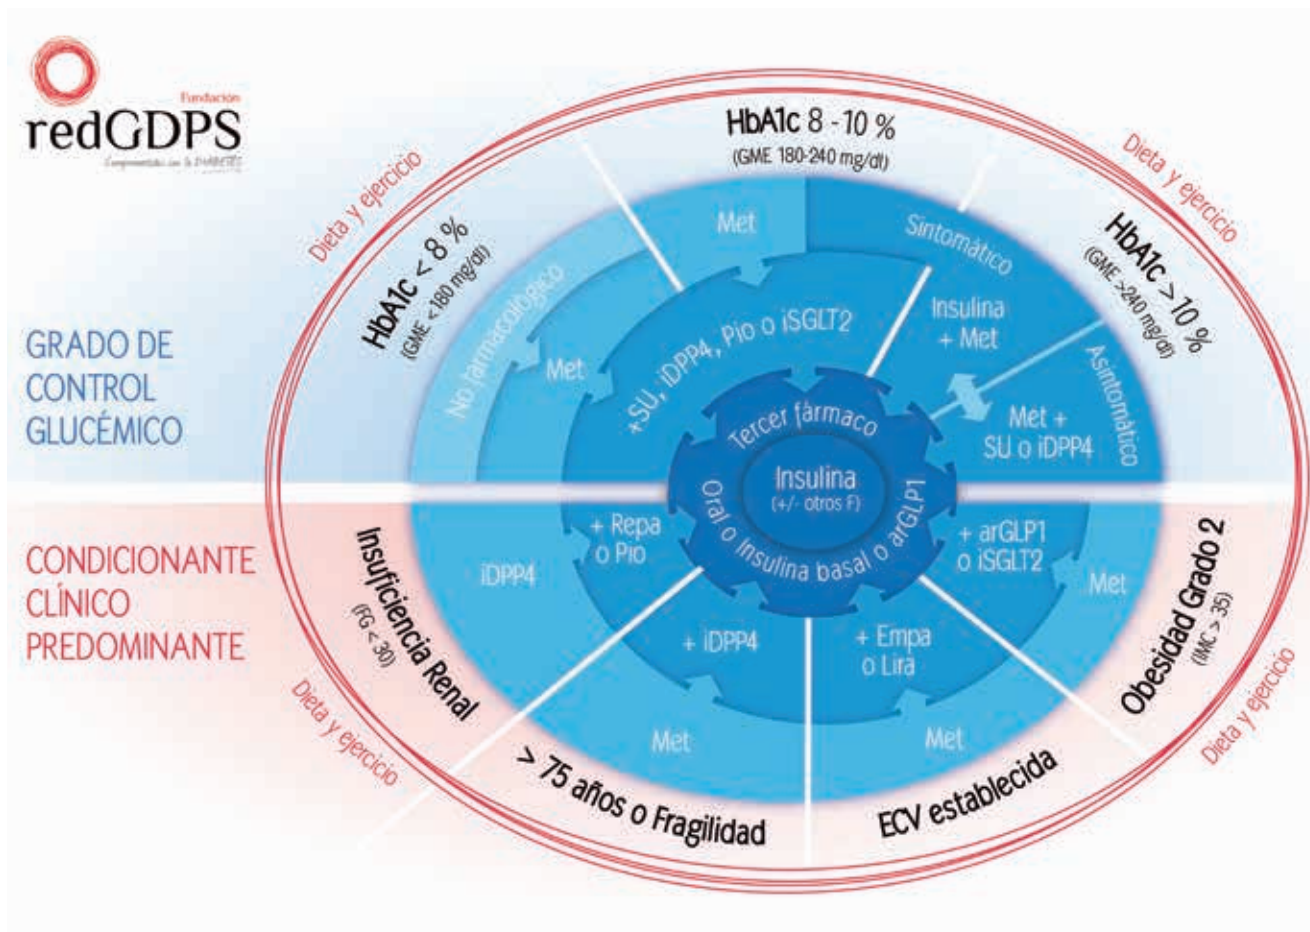 Fundación
redGDPS
Comprometidos con la DIABETES
GRADO DE
CONTROL
GLUCÉMICO
CONDICIONANTE
CLÍNICO
PREDOMINANTE
Dieta y ejercicio
HbA1c < 8 %
(GME <180 mg/dl)
HbA1c 8 - 10 %
(GME 180-240 mg/dl)
Dieta y ejercicio
HbA1c > 10 %
(GME >240 mg/dl)
No farmacológico
Met
Met
+SU, iDPP4, Pio o iSGLT2
Sintomático
Insulina
+ Met
Asintomático
Met +
SU o iDPP4
Tercer fármaco
Oral o Insulina basal o arGLP1
Insulina
(+/- otros F)
Insuficiencia Renal
(FG < 30)
iDPP4
+ Repa
o Pio
Dieta y ejercicio
> 75 años o Fragilidad
Met
+ iDPP4
ECV establecida
Met
+ Empa
o Lira
Obesidad Grado 2
(IMC > 35)
Met
+ arGLP1
o iSGLT2
Dieta y ejercicio